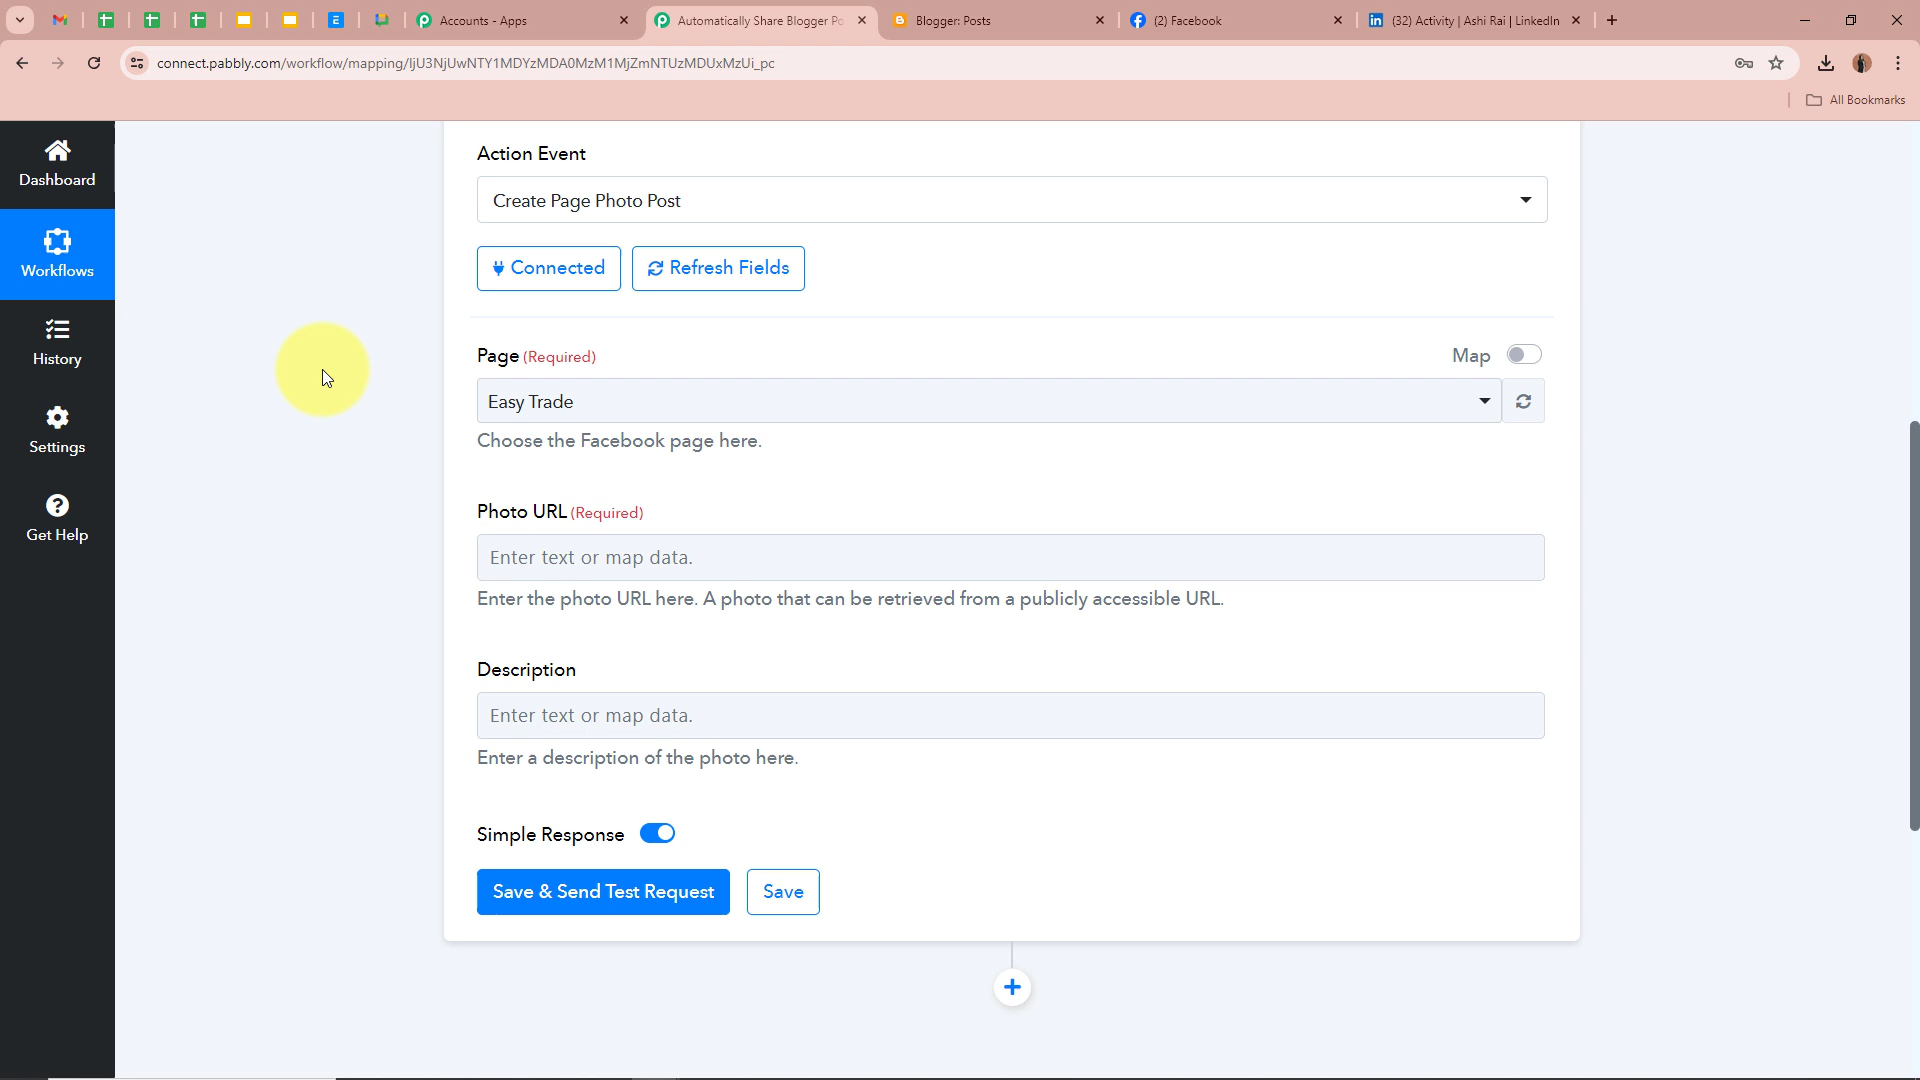 Accounts - Apps
Automatically Share Blogger Po
Blogger: Posts
(2) Facebook
(32) Activity | Ashi Rai | LinkedIn
connect.pabbly.com/workflow/mapping/IjU3NjUwNTY1MDYzMDA0MzM1MjZmNTUzMDUxMzUi_pc
All Bookmarks
Dashboard
Workflows
History
Settings
Get Help
Action Event
Create Page Photo Post
Connected
Refresh Fields
Page (Required)
Map
Easy Trade
Choose the Facebook page here.
Photo URL (Required)
Enter text or map data.
Enter the photo URL here. A photo that can be retrieved from a publicly accessible URL.
Description
Enter text or map data.
Enter a description of the photo here.
Simple Response
Save & Send Test Request
Save